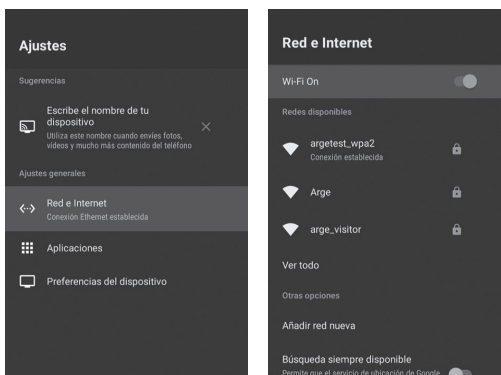 Ajustes
Sugerencias
Escribe el nombre de tu
dispositivo
Utiliza este nombre cuando envíes fotos,
vídeos y mucho más contenido del teléfono
Ajustes generales
Red e Internet
Conexión Ethernet establecida
Aplicaciones
Preferencias del dispositivo
Red e Internet
Wi-Fi On
Redes disponibles
argetest_wpa2
Conexión establecida
Arge
arge_visitor
Ver todo
Otras opciones
Añadir red nueva
Búsqueda siempre disponible
Permite que el servicio de ubicación de Google